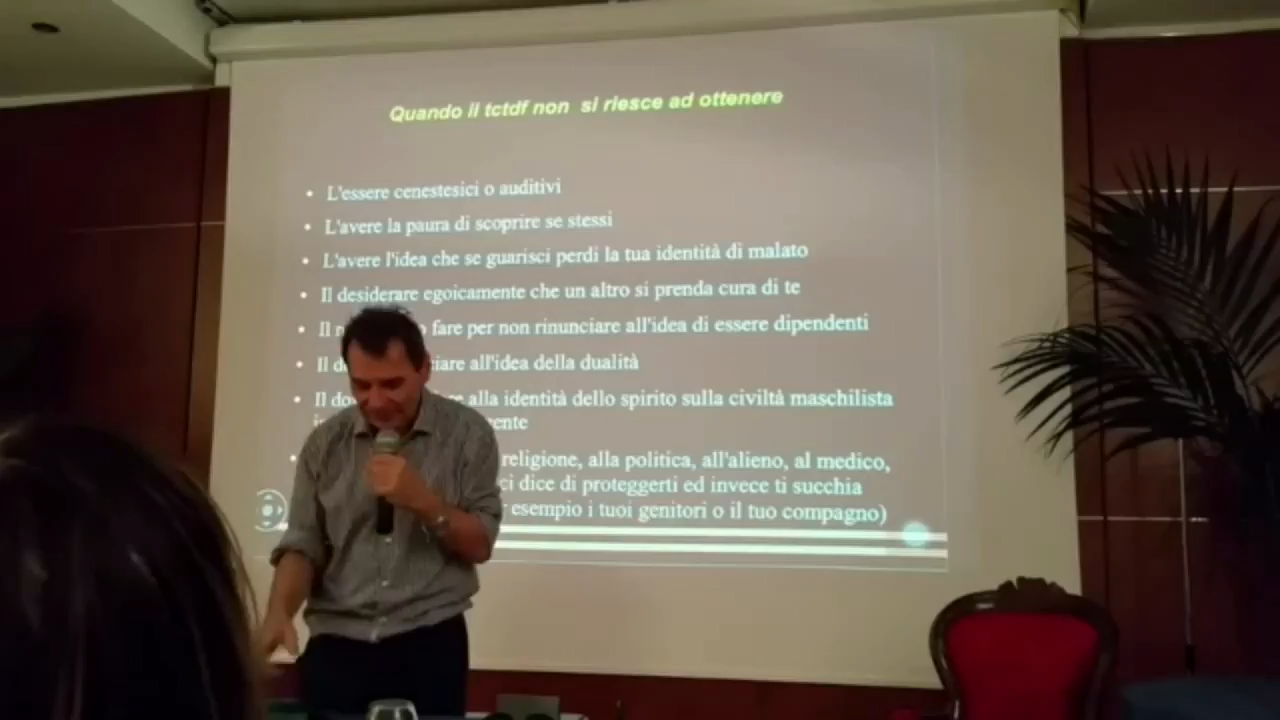 Quando il tctdf non si riesce ad ottenere
• L'essere cenestesici o auditivi
• L'avere la paura di scoprire se stessi
• L'avere l'idea che se guarisci perdi la tua identità di malato
• Il desiderare egoicamente che un altro si prenda cura di te
• Il fare per non rinunciare all'idea di essere dipendenti
• Il all'idea della dualità
• Il alla identità dello spirito sulla civiltà maschilista
• religione, alla politica, all'alieno, al medico,
dice di proteggerti ed invece ti succhia
esempio i tuoi genitori o il tuo compagno)